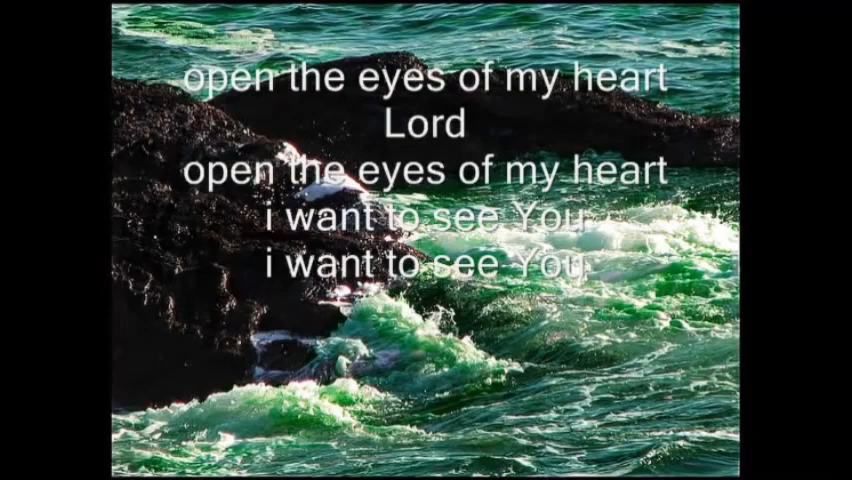 open the eyes of my heart
Lord
open the eyes of my heart
i want to see You
i want to see You